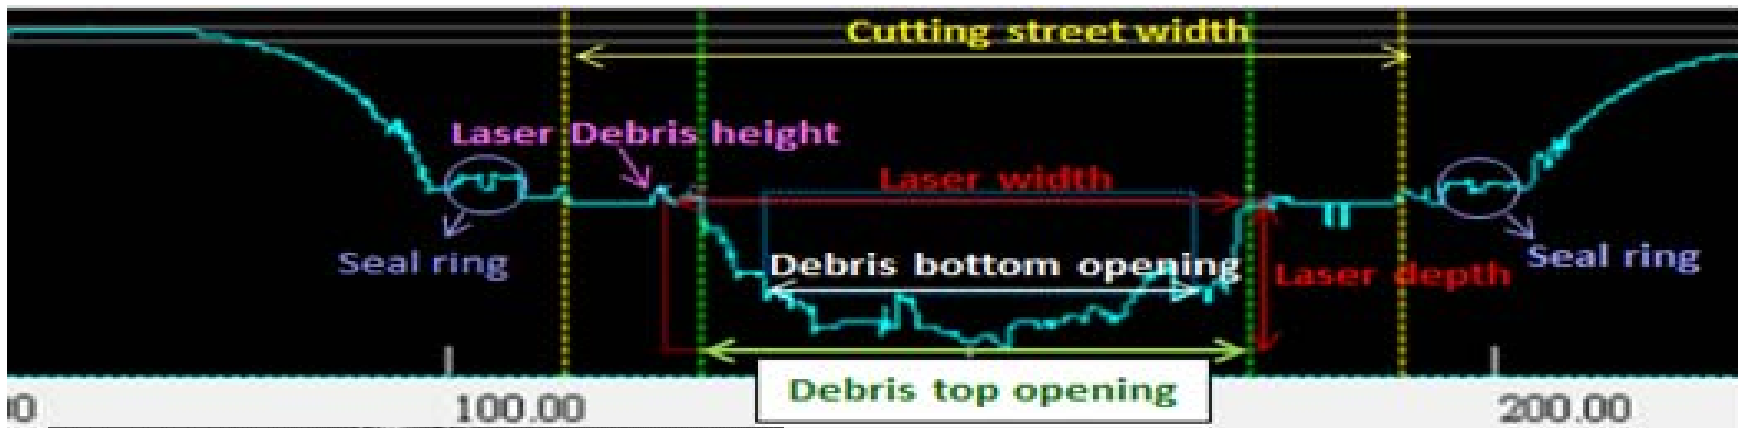 Cutting street width
Laser Debris height
Laser width
Seal ring
Debris bottom opening
Laser depth
Seal ring
Debris top opening
00
100.00
200.00